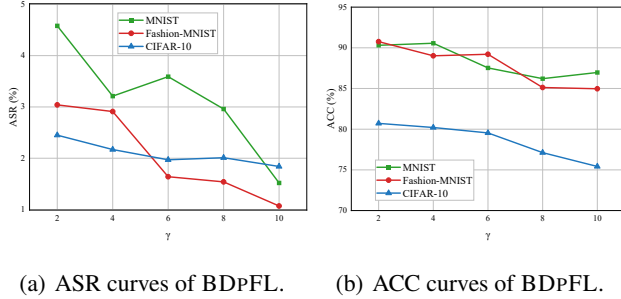 5
4
3
2
1
ASR (%)
MNIST
Fashion-MNIST
CIFAR-10
2 4 6 8 10
γ
(a) ASR curves of BDPFL.
95
90
85
80
75
70
ACC (%)
MNIST
Fashion-MNIST
CIFAR-10
2 4 6 8 10
γ
(b) ACC curves of BDPFL.